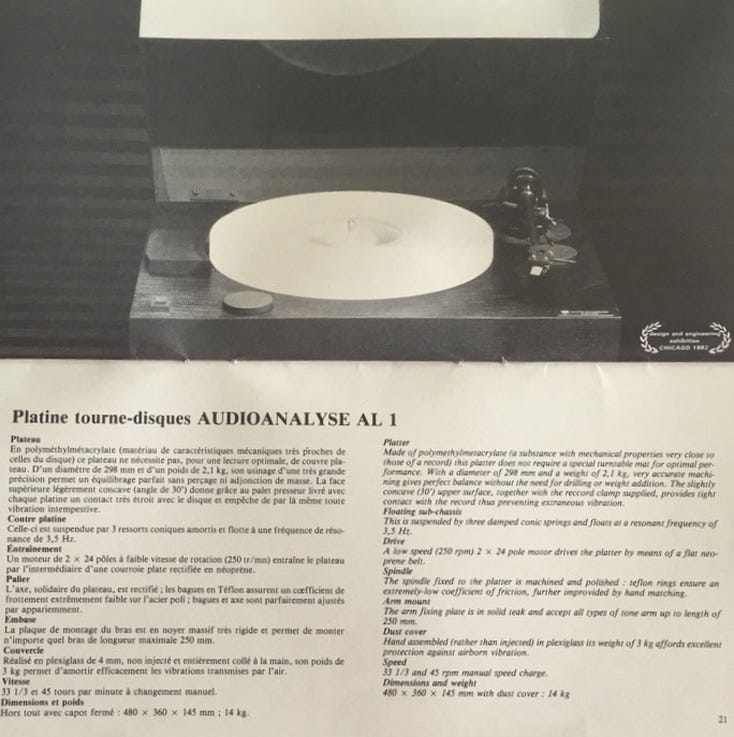 design and engineering
exhibition
CHICAGO 1982
Platine tourne-disques AUDIOANALYSE AL 1
Plateau
En polyméthylmétacrylate (matériau de caractéristiques mécaniques très proches de
celles du disque) ce plateau ne nécessite pas, pour une lecture optimale, de couvre pla-
teau. D'un diamètre de 298 mm et d'un poids de 2,1 kg, son usinage d'une très grande
précision permet un équilibrage parfait sans perçage ni adjonction de masse. La face
supérieure légèrement concave (angle de 30') donne grâce au palet presseur livré avec
chaque platine un contact très étroit avec le disque et empêche de par là même toute
vibration intempestive.
Contre platine
Celle-ci est suspendue par 3 ressorts coniques amortis et flotte à une fréquence de réso-
nance de 3,5 Hz.
Entraînement
Un moteur de 2 × 24 pôles à faible vitesse de rotation (250 tr/mn) entraîne le plateau
par l'intermédiaire d'une courroie plate rectifiée en néoprène.
Palier
L'axe, solidaire du plateau, est rectifié ; les bagues en Téflon assurent un cœfficient de
frottement extrêmement faible sur l'acier poli ; bagues et axe sont parfaitement ajustés
par appariemment.
Embase
La plaque de montage du bras est en noyer massif très rigide et permet de monter
n'importe quel bras de longueur maximale 250 mm.
Couvercle
Réalisé en plexiglass de 4 mm, non injecté et entièrement collé à la main, son poids de
3 kg permet d'amortir efficacement les vibrations transmises par l'air.
Vitesse
33 1/3 et 45 tours par minute à changement manuel.
Dimensions et poids
Hors tout avec capot fermé : 480 × 360 × 145 mm ; 14 kg.
Platter
Made of polymethylmetacrylate (a substance with mechanical properties very close to
those of a record) this platter does not require a special turntable mat for optimal per-
formance. With a diameter of 298 mm and a weight of 2,1 kg, very accurate machi-
ning gives perfect balance without the need for drilling or weight addition. The slightly
concave (30') upper surface, together with the reccord clamp supplied, provides tight
contact with the record thus preventing extraneous vibration.
Floating sub-chassis
This is suspended by three damped conic springs and floats at a resonant frequency of
3,5 Hz.
Drive
A low speed (250 rpm) 2 × 24 pole motor drives the platter by means of a flat neo-
prene belt.
Spindle
The spindle fixed to the platter is machined and polished : teflon rings ensure an
extremely-low coefficient of friction, further improvided by hand matching.
Arm mount
The arm fixing plate is in solid teak and accept all types of tone arm up to length of
250 mm.
Dust cover
Hand assembled (rather than injected) in plexiglass its weight of 3 kg affords excellent
protection against airborn vibration.
Speed
33 1/3 and 45 rpm manual speed charge.
Dimensions and weight
480 × 360 × 145 mm with dust cover : 14 kg
21